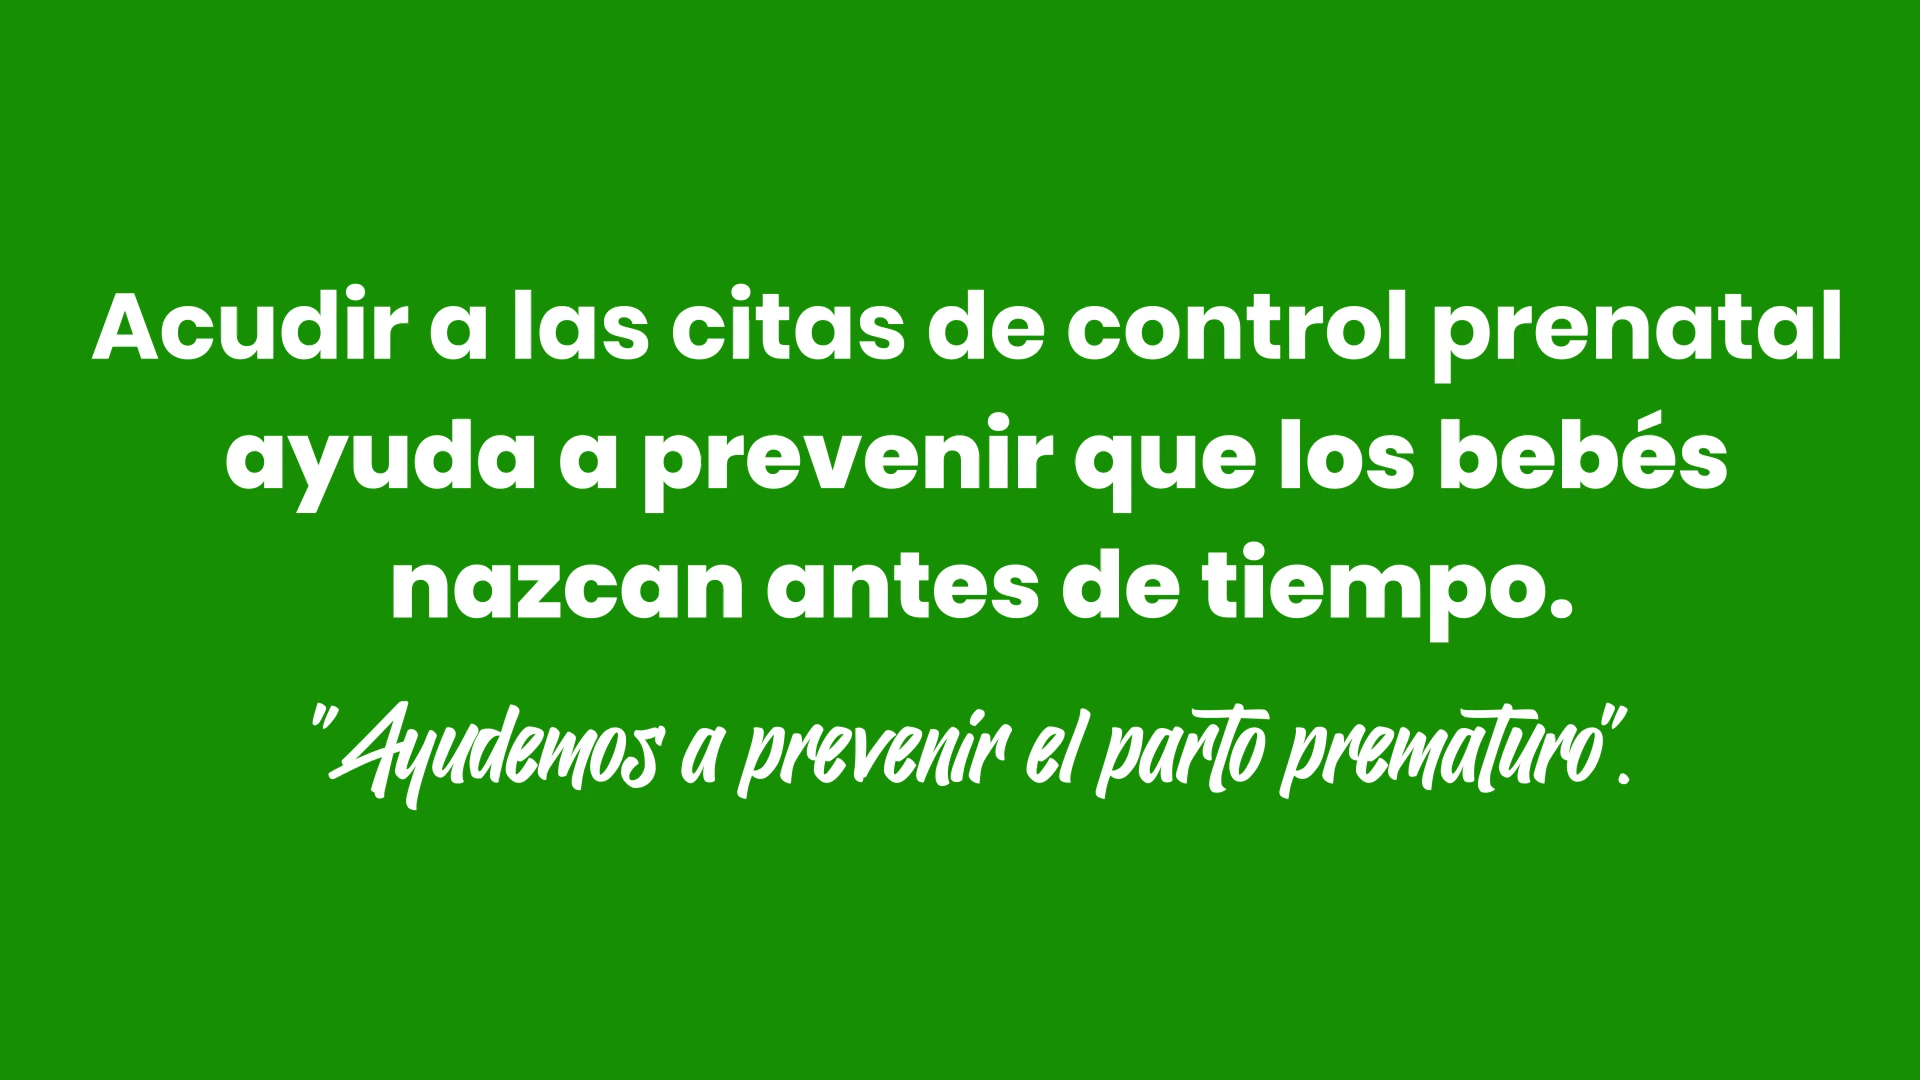 Acudir a las citas de control prenatal
ayuda a prevenir que los bebés
nazcan antes de tiempo.
"Ayudemos a prevenir el parto prematuro".